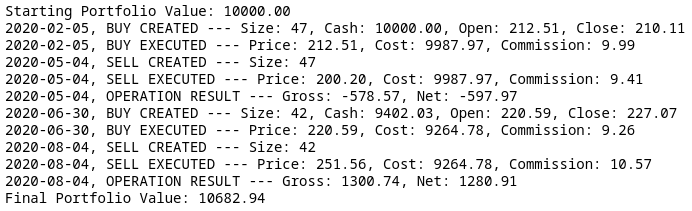 Starting Portfolio Value: 10000.00
2020-02-05, BUY CREATED --- Size: 47, Cash: 10000.00, Open: 212.51, Close: 210.11
2020-02-05, BUY EXECUTED --- Price: 212.51, Cost: 9987.97, Commission: 9.99
2020-05-04, SELL CREATED --- Size: 47
2020-05-04, SELL EXECUTED --- Price: 200.20, Cost: 9987.97, Commission: 9.41
2020-05-04, OPERATION RESULT --- Gross: -578.57, Net: -597.97
2020-06-30, BUY CREATED --- Size: 42, Cash: 9402.03, Open: 220.59, Close: 227.07
2020-06-30, BUY EXECUTED --- Price: 220.59, Cost: 9264.78, Commission: 9.26
2020-08-04, SELL CREATED --- Size: 42
2020-08-04, SELL EXECUTED --- Price: 251.56, Cost: 9264.78, Commission: 10.57
2020-08-04, OPERATION RESULT --- Gross: 1300.74, Net: 1280.91
Final Portfolio Value: 10682.94